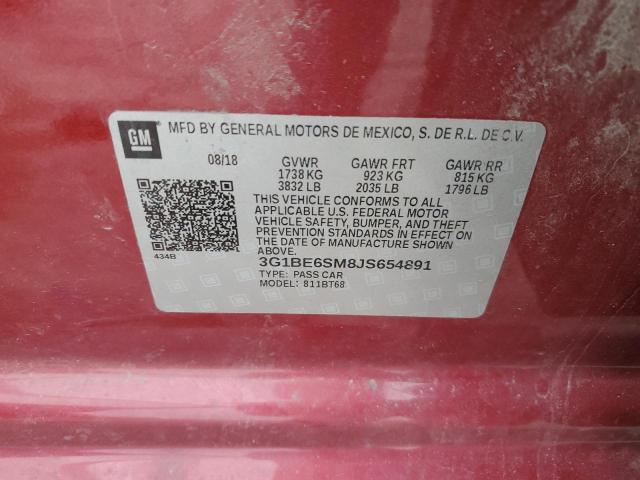 GM MFD BY GENERAL MOTORS DE MEXICO, S. DE R.L. DE C.V.
08/18 GVWR GAWR FRT GAWR RR
1738 KG 923 KG 815 KG
3832 LB 2035 LB 1796 LB
THIS VEHICLE CONFORMS TO ALL
APPLICABLE U.S. FEDERAL MOTOR
VEHICLE SAFETY, BUMPER, AND THEFT
PREVENTION STANDARDS IN EFFECT ON
THE DATE OF MANUFACTURE SHOWN
ABOVE.
434B
3G1BE6SM8JS654891
TYPE: PASS CAR
MODEL: 811BT68